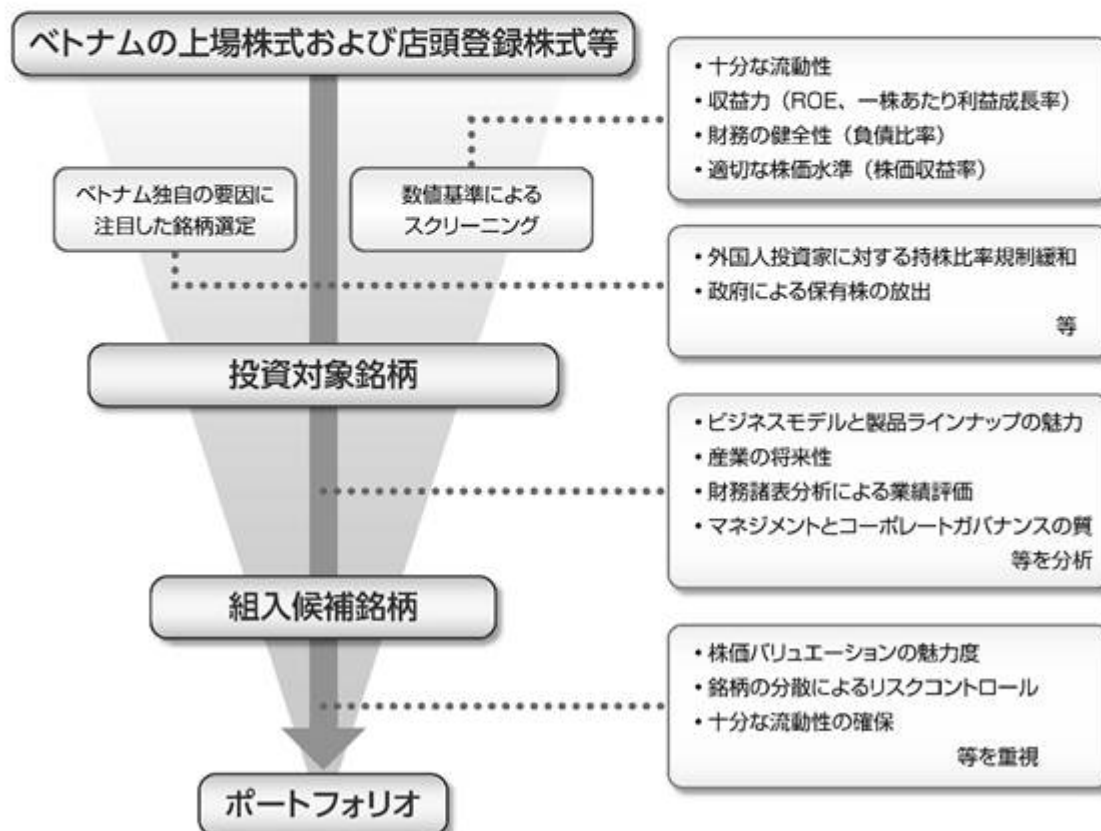 ベトナムの上場株式および店頭登録株式等
・十分な流動性
・収益力（ROE、一株あたり利益成長率）
・財務の健全性（負債比率）
・適切な株価水準（株価収益率）
ベトナム独自の要因に
注目した銘柄選定
数値基準による
スクリーニング
・外国人投資家に対する持株比率規制緩和
・政府による保有株の放出
等
投資対象銘柄
・ビジネスモデルと製品ラインナップの魅力
・産業の将来性
・財務諸表分析による業績評価
・マネジメントとコーポレートガバナンスの質
等を分析
組入候補銘柄
・株価バリュエーションの魅力度
・銘柄の分散によるリスクコントロール
・十分な流動性の確保
等を重視
ポートフォリオ